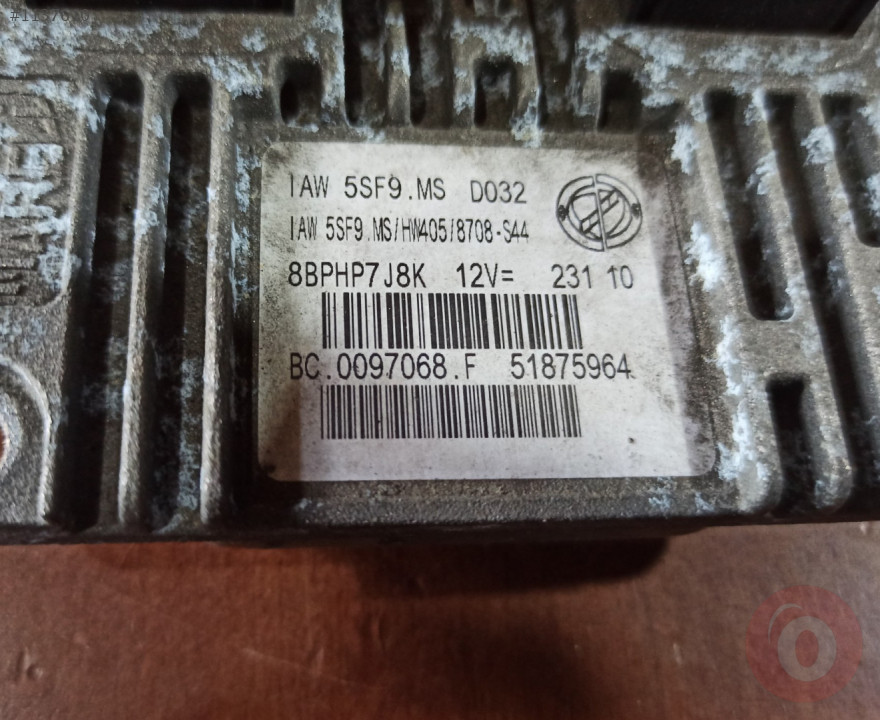 IAW 5SF9.MS D032
IAW 5SF9.MS/HW405/8708-S44
8BPHP7J8K 12V= 231 10
BC.0097068.F 51875964